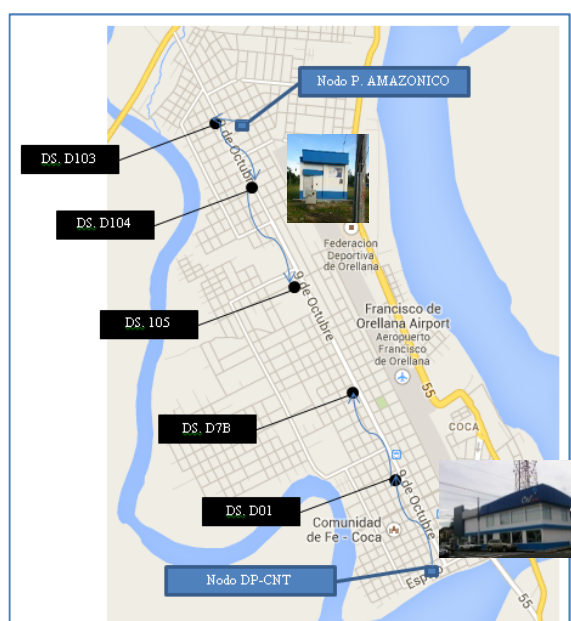 Nodo P. AMAZONICO
9 de Octubre
DS. D103
DS. D104
Federacion
Deportiva
de Orellana
9 de Octubre
DS. 105
Francisco de
Orellana Airport
Aeropuerto
Francisco
de Orellana
55
DS. D7B
COCA
9 de Octubre
DS. D01
Comunidad
de Fe - Coca
Nodo DP-CNT
55